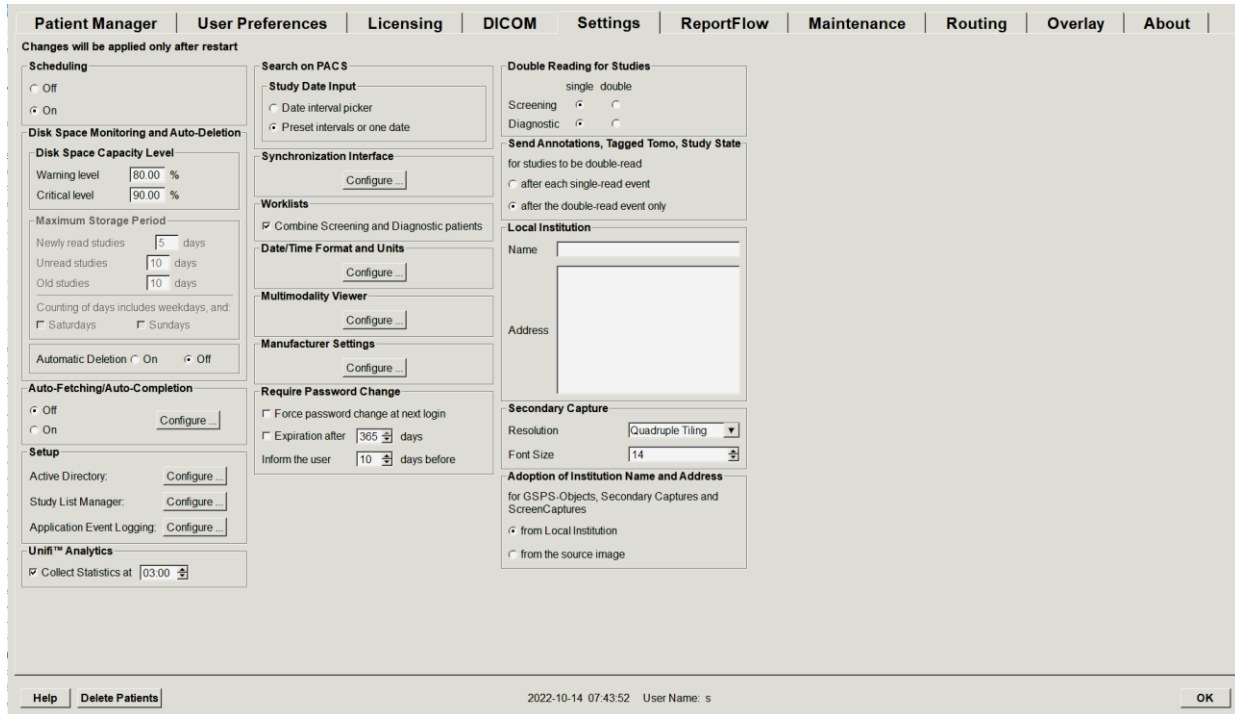 Patient Manager User Preferences Licensing DICOM Settings ReportFlow Maintenance Routing Overlay About
Changes will be applied only after restart
Scheduling
Off
On
Disk Space Monitoring and Auto-Deletion
Disk Space Capacity Level
Warning level 80.00 %
Critical level 90.00 %
Maximum Storage Period
Newly read studies 5 days
Unread studies 10 days
Old studies 10 days
Counting of days includes weekdays, and:
Saturdays Sundays
Automatic Deletion On Off
Auto-Fetching/Auto-Completion
Off
Configure ...
On
Setup
Active Directory: Configure ...
Study List Manager: Configure ...
Application Event Logging: Configure ...
Unifi™ Analytics
Collect Statistics at 03:00
Search on PACS
Study Date Input
Date interval picker
Preset intervals or one date
Synchronization Interface
Configure ...
Worklists
Combine Screening and Diagnostic patients
Date/Time Format and Units
Configure ...
Multimodality Viewer
Configure ...
Manufacturer Settings
Configure ...
Require Password Change
Force password change at next login
Expiration after 365 days
Inform the user 10 days before
Double Reading for Studies
single double
Screening
Diagnostic
Send Annotations, Tagged Tomo, Study State
for studies to be double-read
after each single-read event
after the double-read event only
Local Institution
Name
Address
Secondary Capture
Resolution Quadruple Tiling
Font Size 14
Adoption of Institution Name and Address
for GSPS-Objects, Secondary Captures and
ScreenCaptures
from Local Institution
from the source image
Help Delete Patients 2022-10-14 07:43:52 User Name: s OK